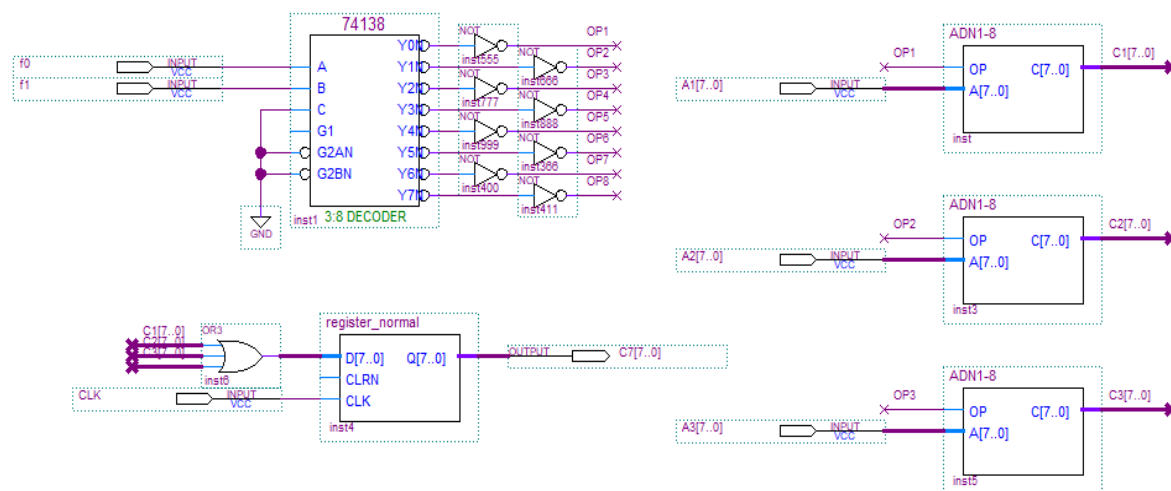 74138
f0 INPUT VCC A Y0N NOT inst555 OP1
f1 INPUT VCC B Y1N NOT inst666 OP2
Y2N NOT inst777 OP3
C Y3N NOT inst888 OP4
G1 Y4N NOT inst999 OP5
G2AN Y5N NOT inst366 OP6
G2BN Y6N NOT inst400 OP7
Y7N NOT inst411 OP8
inst1 3:8 DECODER
GND
ADN1-8
OP1 OP C[7..0] C1[7..0]
A1[7..0] INPUT VCC A[7..0]
inst
ADN1-8
OP2 OP C[7..0] C2[7..0]
A2[7..0] INPUT VCC A[7..0]
inst3
register_normal
C1[7..0] OR3
C2[7..0] D[7..0] Q[7..0] OUTPUT C7[7..0]
C3[7..0]
inst6 CLRN
CLK INPUT VCC CLK
inst4
ADN1-8
OP3 OP C[7..0] C3[7..0]
A3[7..0] INPUT VCC A[7..0]
inst5